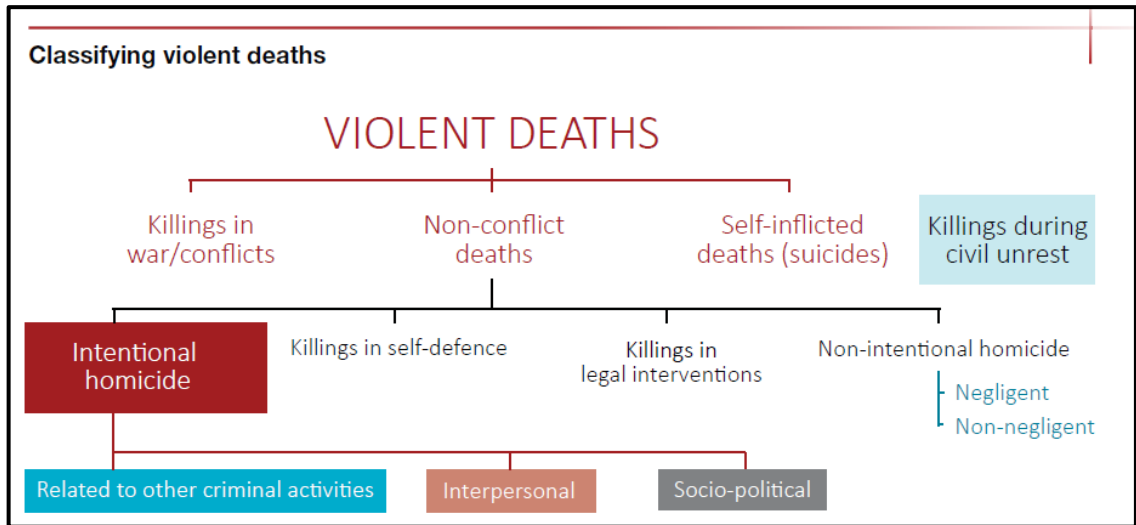 Classifying violent deaths
VIOLENT DEATHS
Killings in
war/conflicts
Non-conflict
deaths
Self-inflicted
deaths (suicides)
Killings during
civil unrest
Intentional
homicide
Killings in self-defence
Killings in
legal interventions
Non-intentional homicide
Negligent
Non-negligent
Related to other criminal activities
Interpersonal
Socio-political